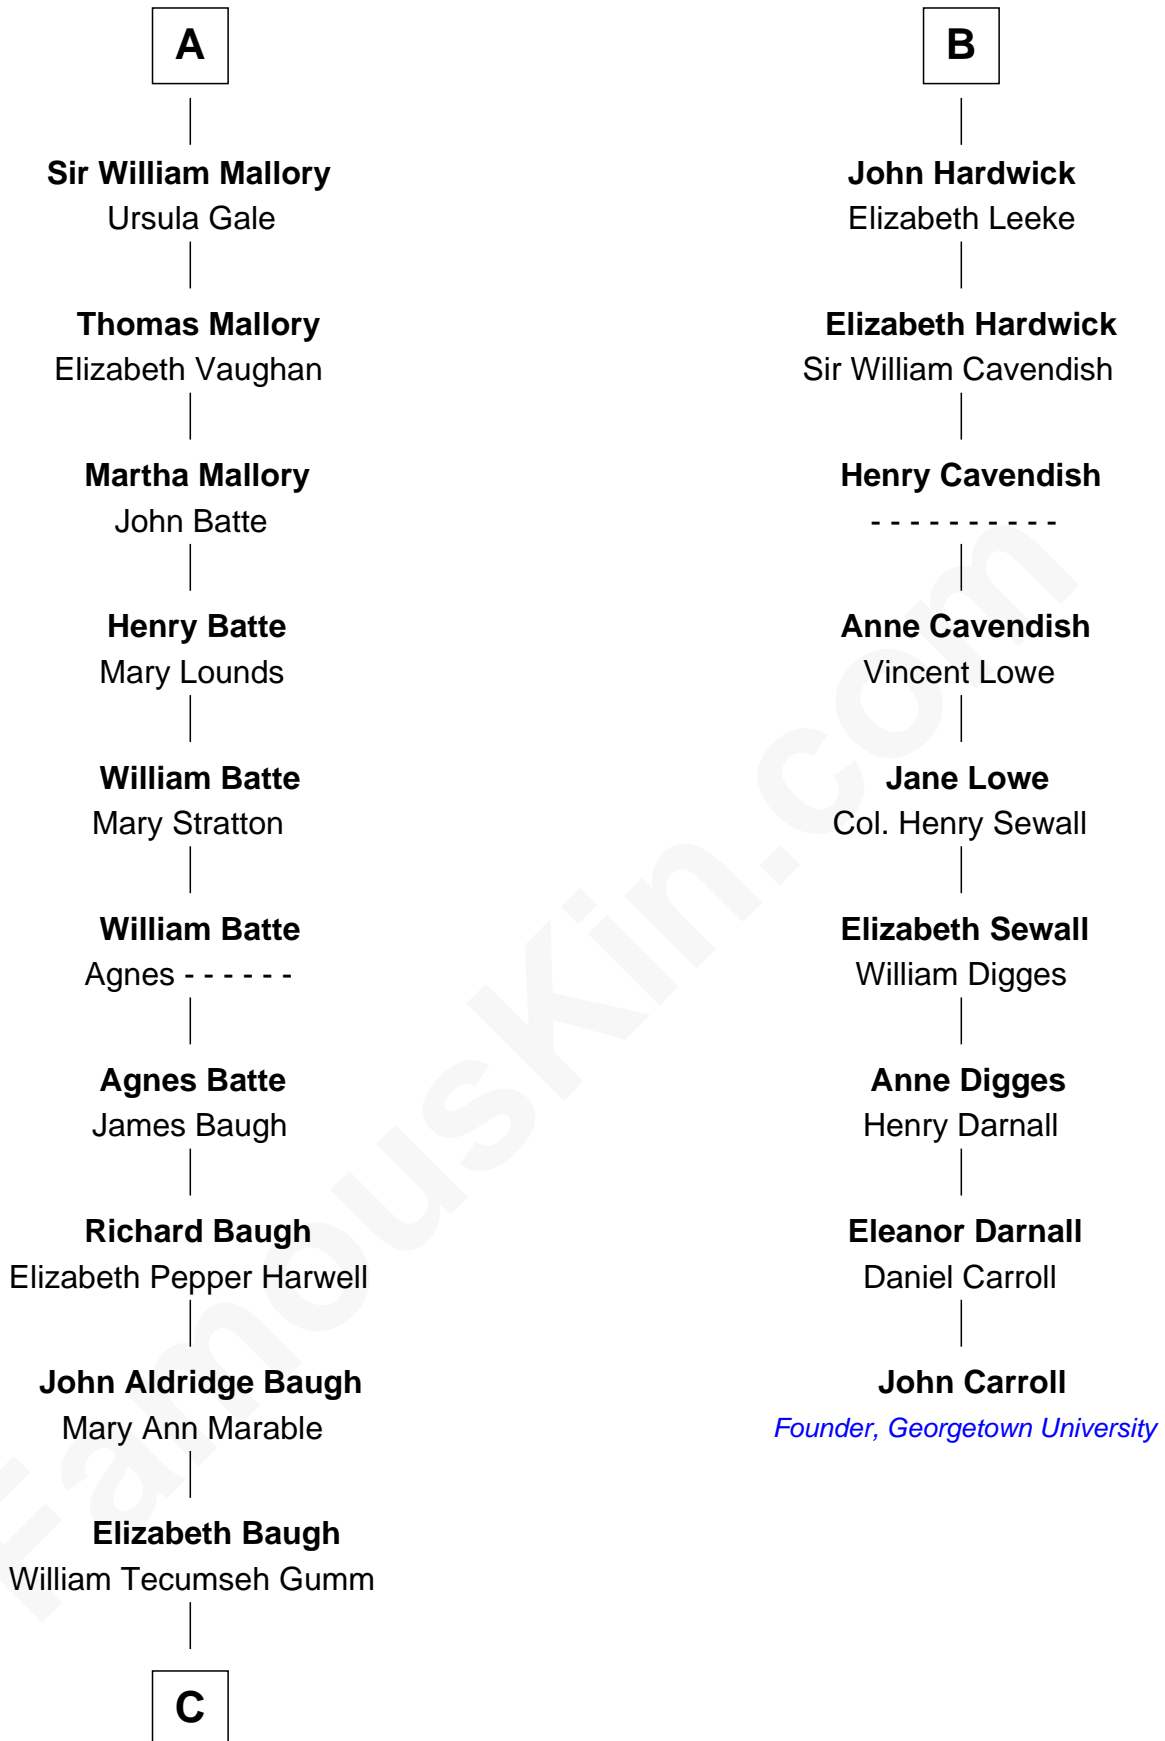 A
Sir William Mallory
Ursula Gale
Thomas Mallory
Elizabeth Vaughan
Martha Mallory
John Batte
Henry Batte
Mary Lounds
William Batte
Mary Stratton
William Batte
Agnes - - - - - -
Agnes Batte
James Baugh
Richard Baugh
Elizabeth Pepper Harwell
John Aldridge Baugh
Mary Ann Marable
Elizabeth Baugh
William Tecumseh Gumm
C
B
John Hardwick
Elizabeth Leeke
Elizabeth Hardwick
Sir William Cavendish
Henry Cavendish
- - - - - - - - - -
Anne Cavendish
Vincent Lowe
Jane Lowe
Col. Henry Sewall
Elizabeth Sewall
William Digges
Anne Digges
Henry Darnall
Eleanor Darnall
Daniel Carroll
John Carroll
Founder, Georgetown University
FamousKin.com